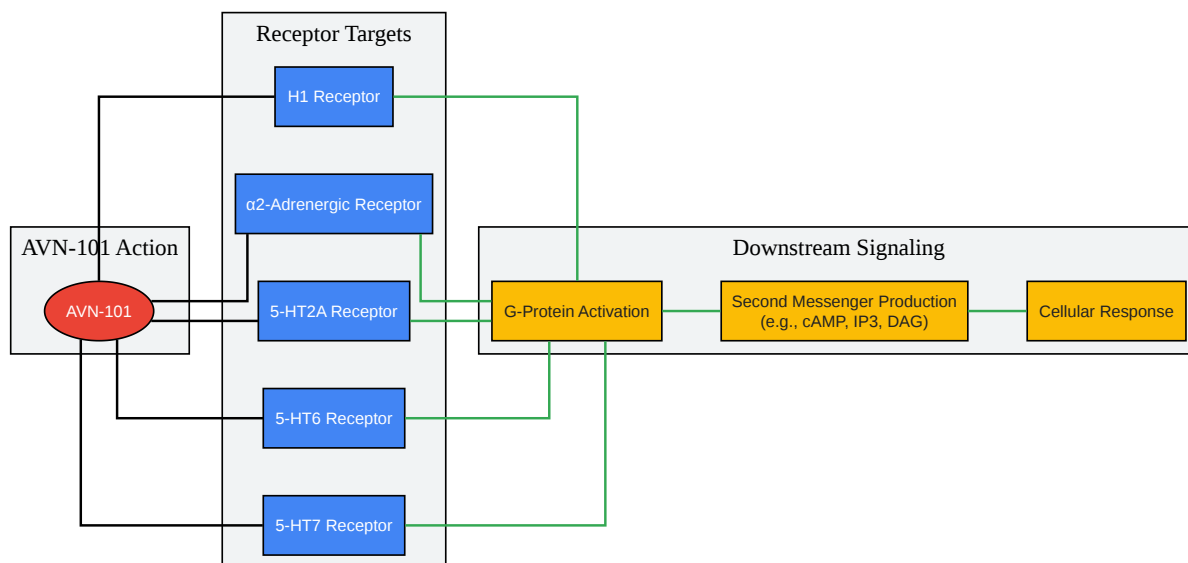 Receptor Targets
H1 Receptor
α2-Adrenergic Receptor
AVN-101 Action
Downstream Signaling
AVN-101
5-HT2A Receptor
G-Protein Activation
Second Messenger Production
(e.g., cAMP, IP3, DAG)
Cellular Response
5-HT6 Receptor
5-HT7 Receptor